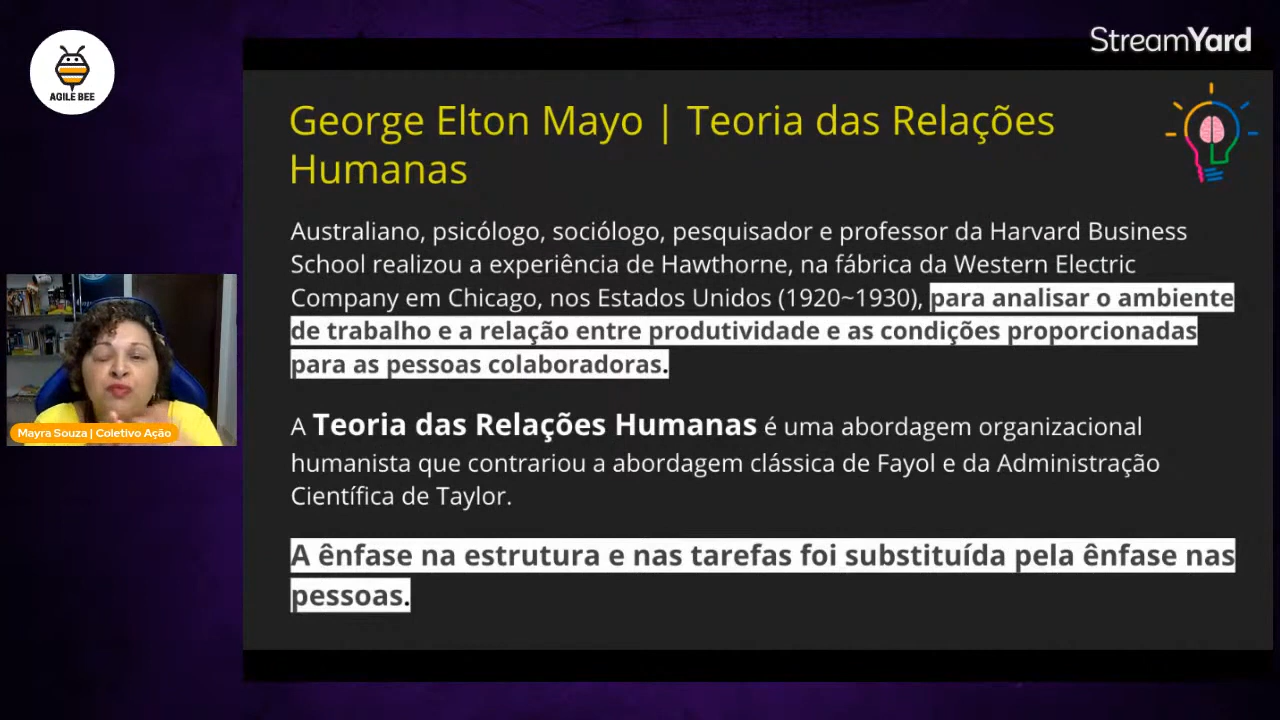 AGILE BEE
StreamYard
George Elton Mayo | Teoria das Relações
Humanas
Australiano, psicólogo, sociólogo, pesquisador e professor da Harvard Business
School realizou a experiência de Hawthorne, na fábrica da Western Electric
Company em Chicago, nos Estados Unidos (1920~1930), para analisar o ambiente
de trabalho e a relação entre produtividade e as condições proporcionadas
para as pessoas colaboradoras.
A Teoria das Relações Humanas é uma abordagem organizacional
humanista que contrariou a abordagem clássica de Fayol e da Administração
Científica de Taylor.
A ênfase na estrutura e nas tarefas foi substituída pela ênfase nas
pessoas.
Mayra Souza | Coletivo Ação